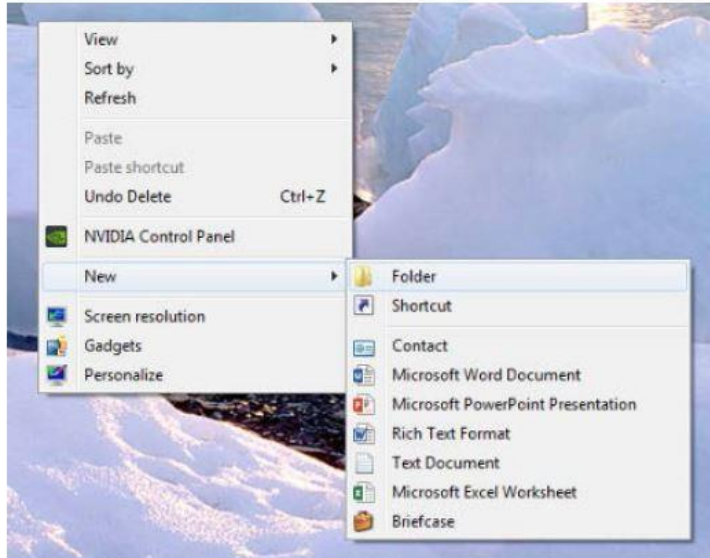 View
Sort by
Refresh
Paste
Paste shortcut
Undo Delete Ctrl+Z
NVIDIA Control Panel
New
Screen resolution
Gadgets
Personalize
Folder
Shortcut
Contact
Microsoft Word Document
Microsoft PowerPoint Presentation
Rich Text Format
Text Document
Microsoft Excel Worksheet
Briefcase